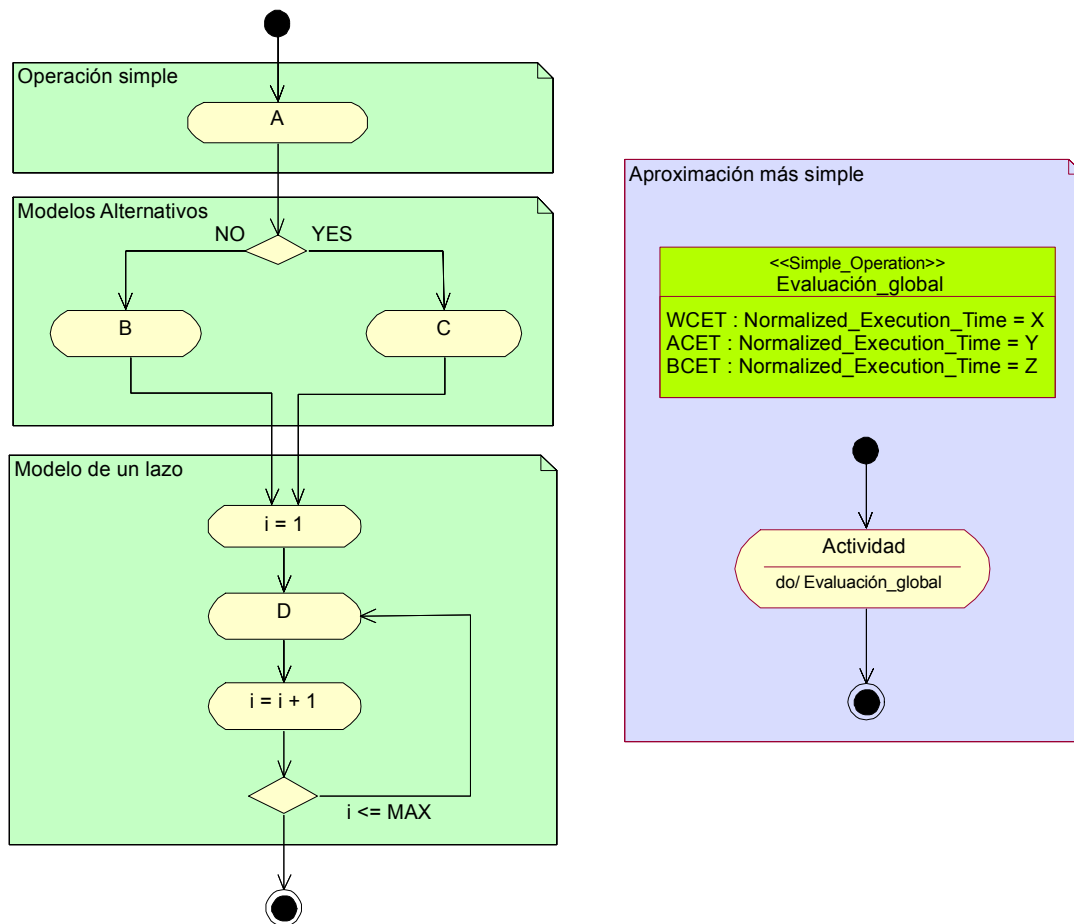 Operación simple
A
Modelos Alternativos
NO
YES
B
C
Modelo de un lazo
i = 1
D
i = i + 1
i <= MAX
Aproximación más simple
<<Simple_Operation>>
Evaluación_global
WCET : Normalized_Execution_Time = X
ACET : Normalized_Execution_Time = Y
BCET : Normalized_Execution_Time = Z
Actividad
do/ Evaluación_global